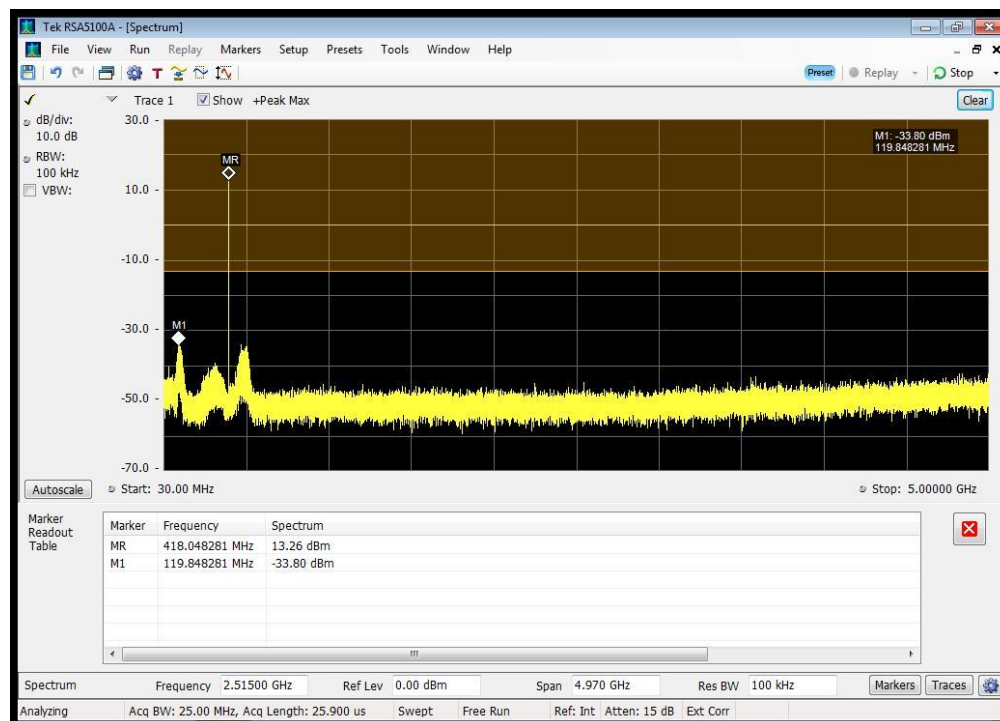 Tek RSA5100A - [Spectrum]
File View Run Replay Markers Setup Presets Tools Window Help
T Preset Replay Stop
Trace 1 Show +Peak Max Clear
dB/div:
10.0 dB
RBW:
100 kHz
VBW:
30.0
10.0
-10.0
-30.0
-50.0
-70.0
M1: -33.80 dBm
119.848281 MHz
MR
M1
Autoscale Start: 30.00 MHz Stop: 5.00000 GHz
Marker
Readout
Table
Marker Frequency Spectrum
MR 418.048281 MHz 13.26 dBm
M1 119.848281 MHz -33.80 dBm
Spectrum Frequency 2.51500 GHz Ref Lev 0.00 dBm Span 4.970 GHz Res BW 100 kHz Markers Traces
Analyzing Acq BW: 25.00 MHz, Acq Length: 25.900 us Swept Free Run Ref: Int Atten: 15 dB Ext Corr